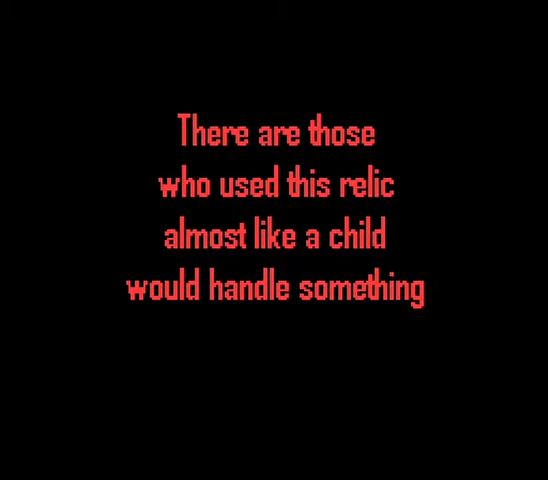 There are those
who used this relic
almost like a child
would handle something